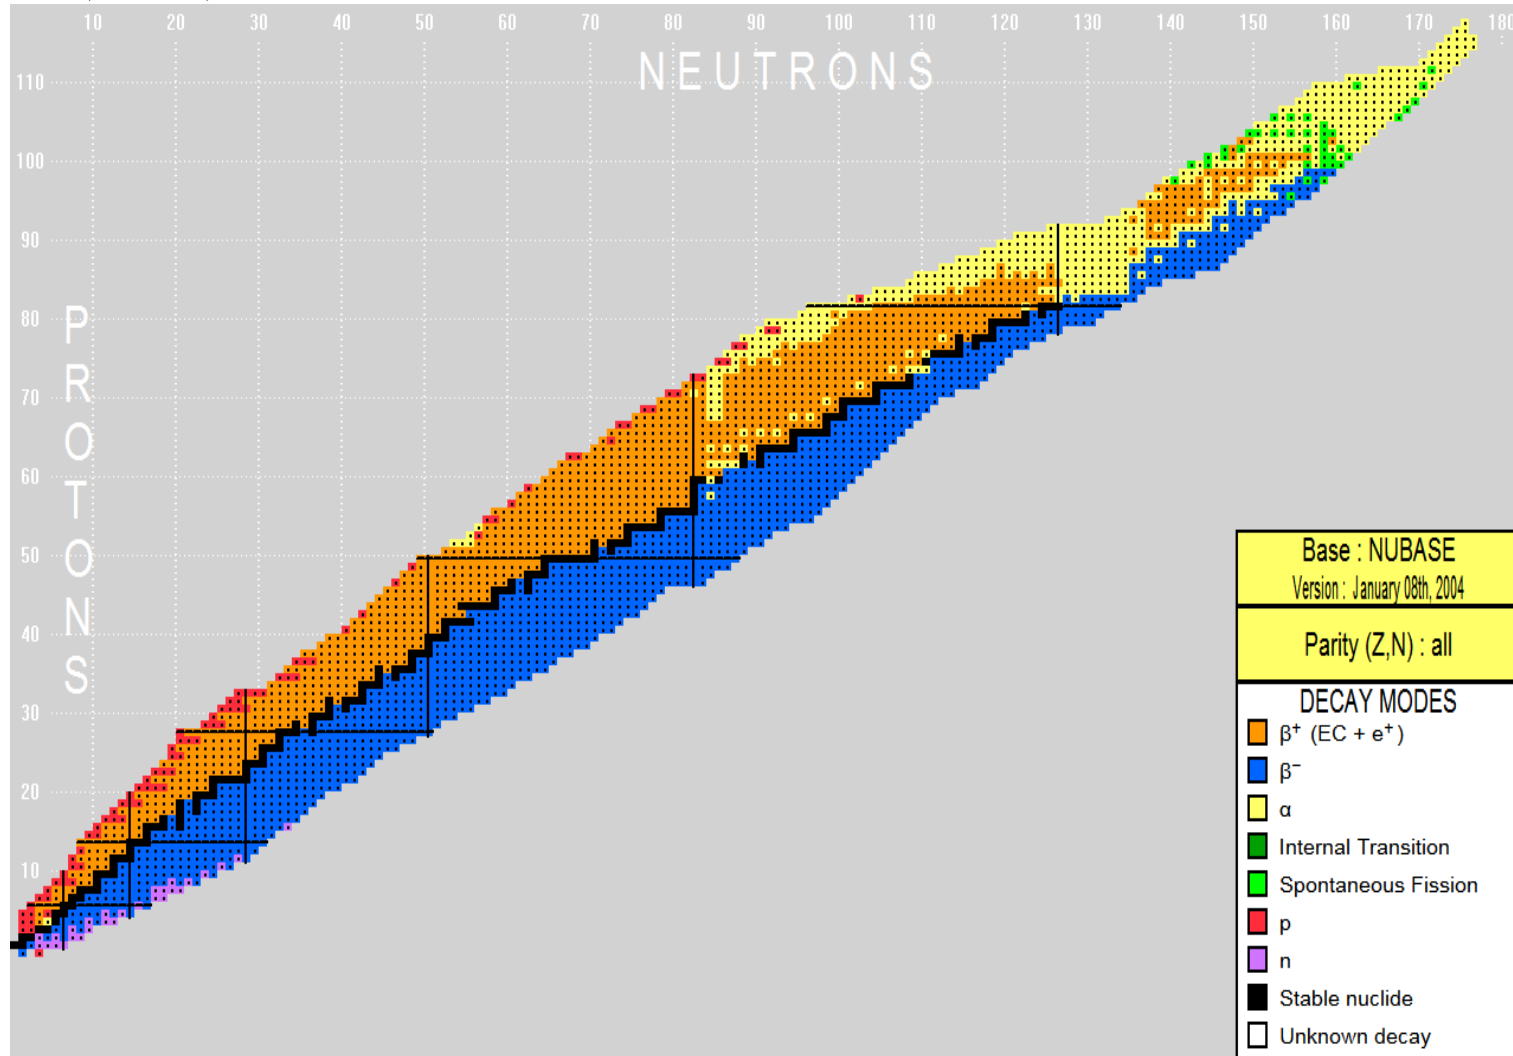 10 20 30 40 50 60 70 80 90 100 110 120 130 140 150 160 170 180
NEUTRONS
110
100
90
80
70
60
50
40
30
20
10
PROTONS
Base : NUBASE
Version : January 08th, 2004
Parity (Z,N) : all
DECAY MODES
β⁺ (EC + e⁺)
β⁻
α
Internal Transition
Spontaneous Fission
p
n
Stable nuclide
Unknown decay